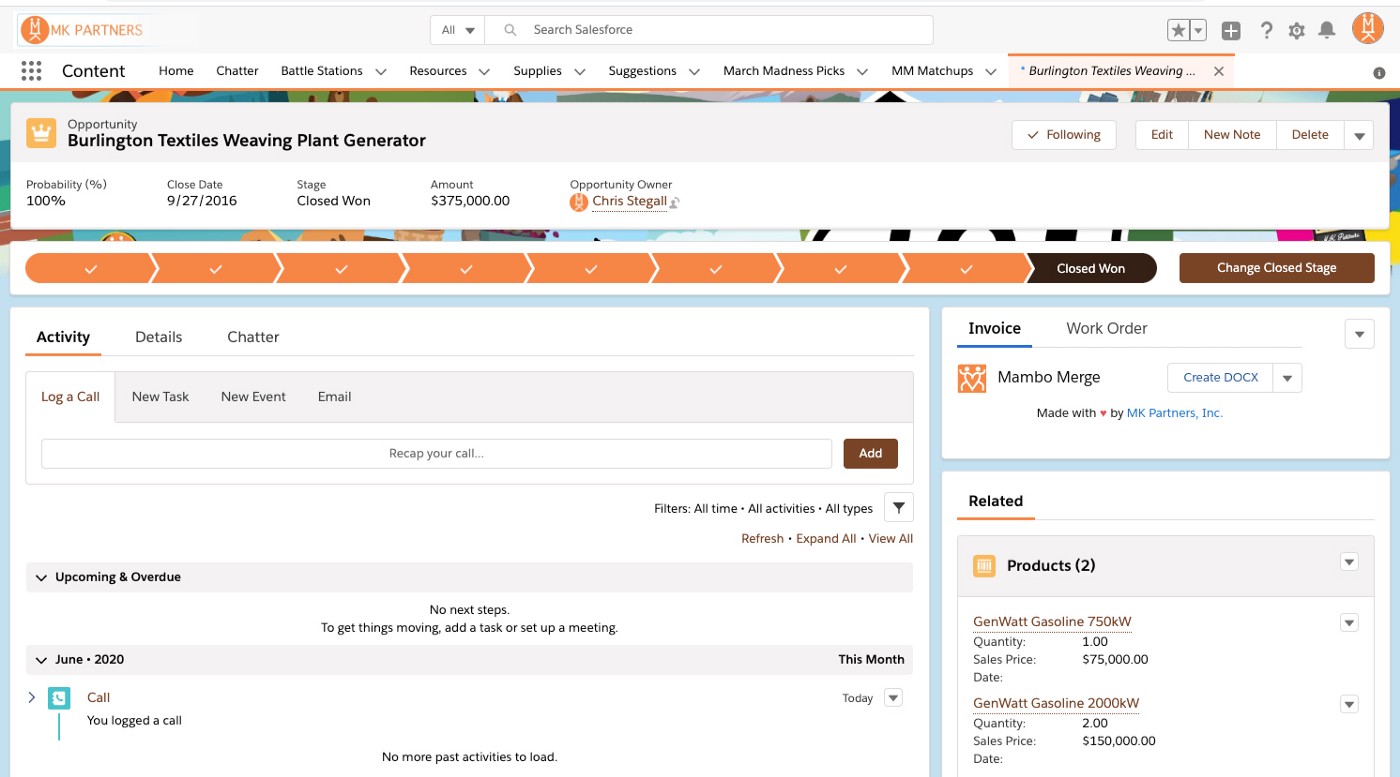 MK PARTNERS
All
Search Salesforce
Content
Home
Chatter
Battle Stations
Resources
Supplies
Suggestions
March Madness Picks
MM Matchups
* Burlington Textiles Weaving ...
Opportunity
Burlington Textiles Weaving Plant Generator
Following
Edit
New Note
Delete
Probability (%)
Close Date
Stage
Amount
Opportunity Owner
100%
9/27/2016
Closed Won
$375,000.00
Chris Stegall
Closed Won
Change Closed Stage
Activity
Details
Chatter
Log a Call
New Task
New Event
Email
Recap your call...
Add
Filters: All time • All activities • All types
Refresh • Expand All • View All
Upcoming & Overdue
No next steps.
To get things moving, add a task or set up a meeting.
June • 2020
This Month
Call
Today
You logged a call
No more past activities to load.
Invoice
Work Order
Mambo Merge
Create DOCX
Made with ♥ by MK Partners, Inc.
Related
Products (2)
GenWatt Gasoline 750kW
Quantity: 1.00
Sales Price: $75,000.00
Date:
GenWatt Gasoline 2000kW
Quantity: 2.00
Sales Price: $150,000.00
Date: